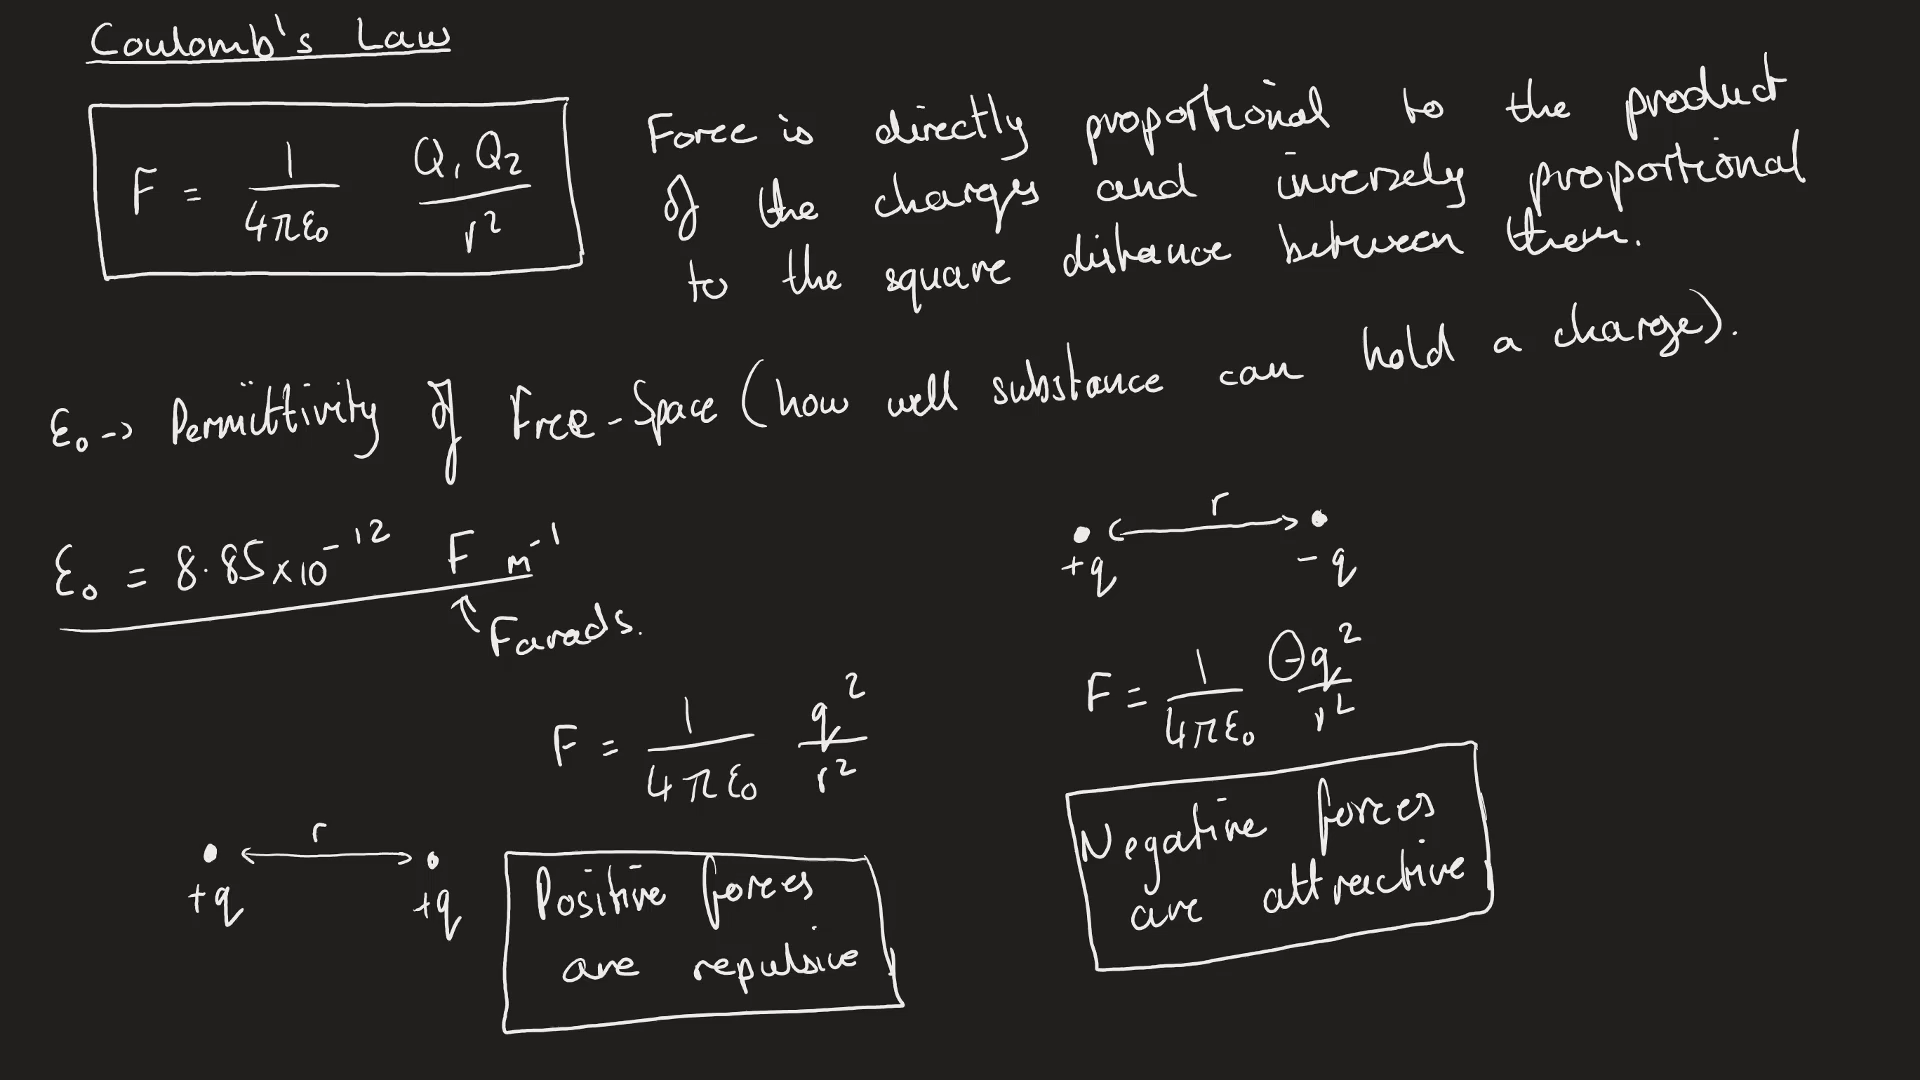 Coulomb's Law
F = 1/4πε₀ Q₁Q₂/r²
Force is directly proportional to the product
of the charges and inversely proportional
to the square distance between them.
ε₀ -> Permittivity of Free-Space (how well substance can hold a charge).
ε₀ = 8.85×10⁻¹² F m⁻¹
Farads.
r
+q -q
F = 1/4πε₀ -q²/r²
Negative forces
are attractive
F = 1/4πε₀ q²/r²
r
+q +q
Positive forces
are repulsive